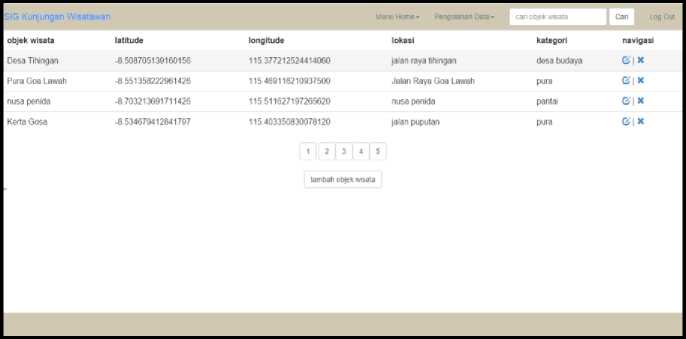 SIG Kunjungan Wisatawan Menu Home Pengolahan Data cari objek wisata Cari Log Out
objek wisata latitude longitude lokasi kategori navigasi
Desa Tihingan -8.508705139160156 115.377212524414060 jalan raya tihingan desa budaya |
Pura Goa Lawah -8.551358222961426 115.469116210937500 Jalan Raya Goa Lawah pura |
nusa penida -8.703213691711426 115.511627197265620 nusa penida pantai |
Kerta Gosa -8.534679412841797 115.403350830078120 jalan puputan pura |
1 2 3 4 5
tambah objek wisata